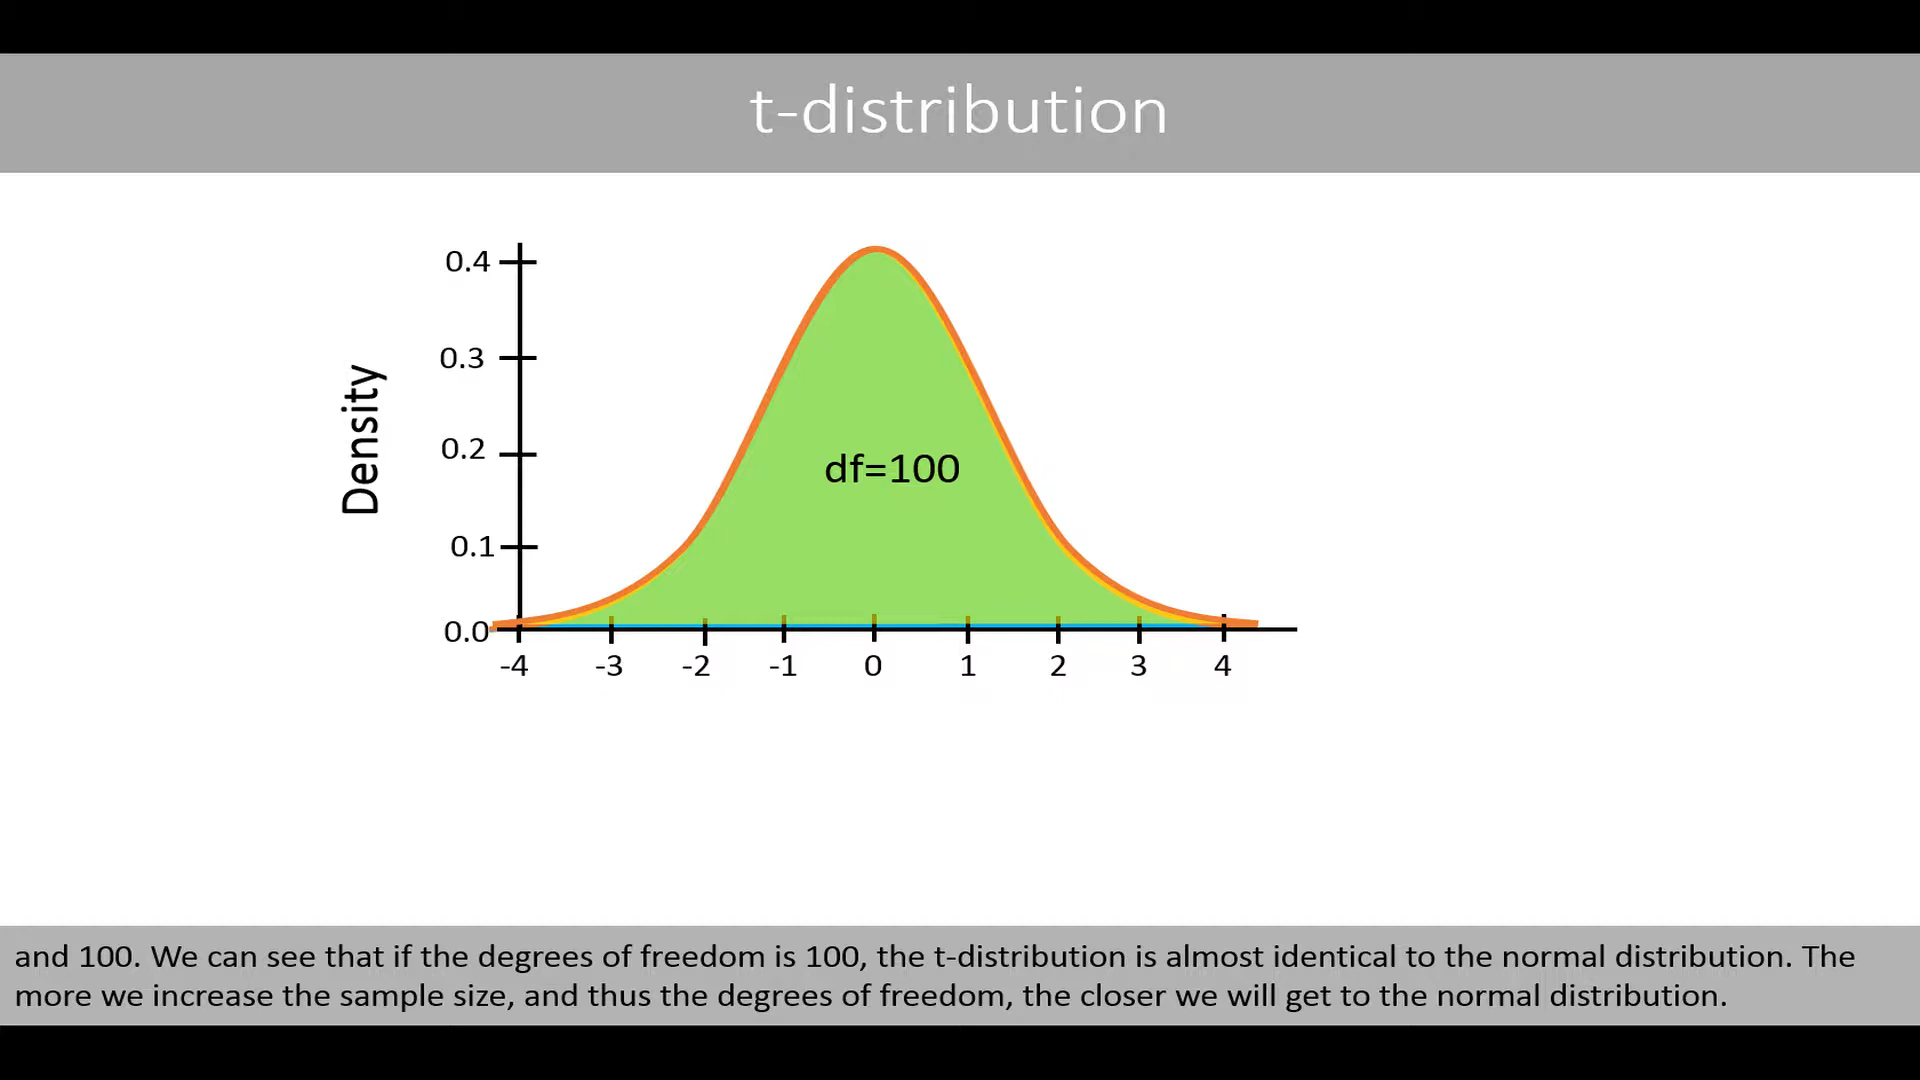 t-distribution
Density
0.4
0.3
0.2
0.1
0.0
df=100
-4 -3 -2 -1 0 1 2 3 4
and 100. We can see that if the degrees of freedom is 100, the t-distribution is almost identical to the normal distribution. The
more we increase the sample size, and thus the degrees of freedom, the closer we will get to the normal distribution.